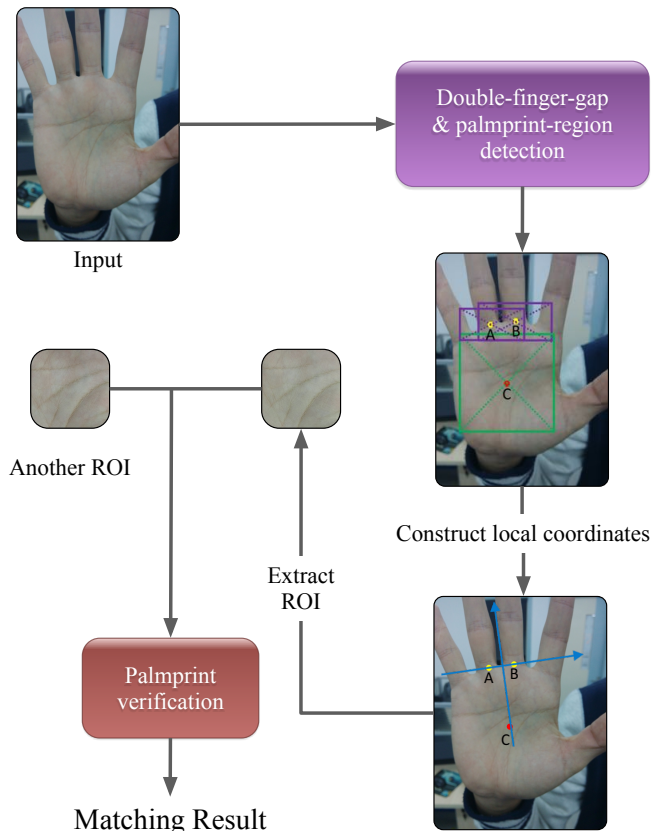 Double-finger-gap
& palmprint-region
detection
Input
A
B
C
Another ROI
Construct local coordinates
Extract
ROI
A
B
C
Palmprint
verification
Matching Result